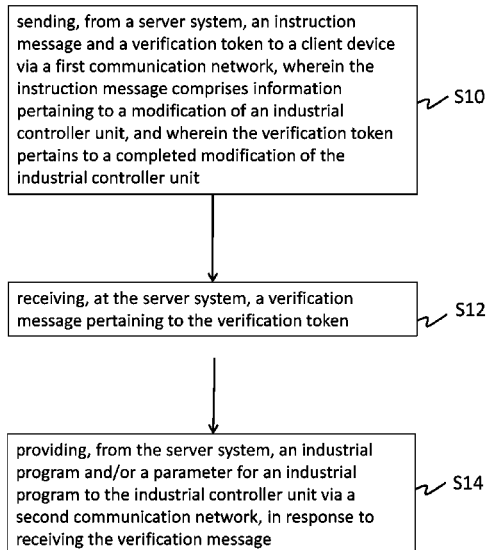 sending, from a server system, an instruction
message and a verification token to a client device
via a first communication network, wherein the
instruction message comprises information
pertaining to a modification of an industrial
controller unit, and wherein the verification token
pertains to a completed modification of the
industrial controller unit
S10
receiving, at the server system, a verification
message pertaining to the verification token
S12
providing, from the server system, an industrial
program and/or a parameter for an industrial
program to the industrial controller unit via a
second communication network, in response to
receiving the verification message
S14